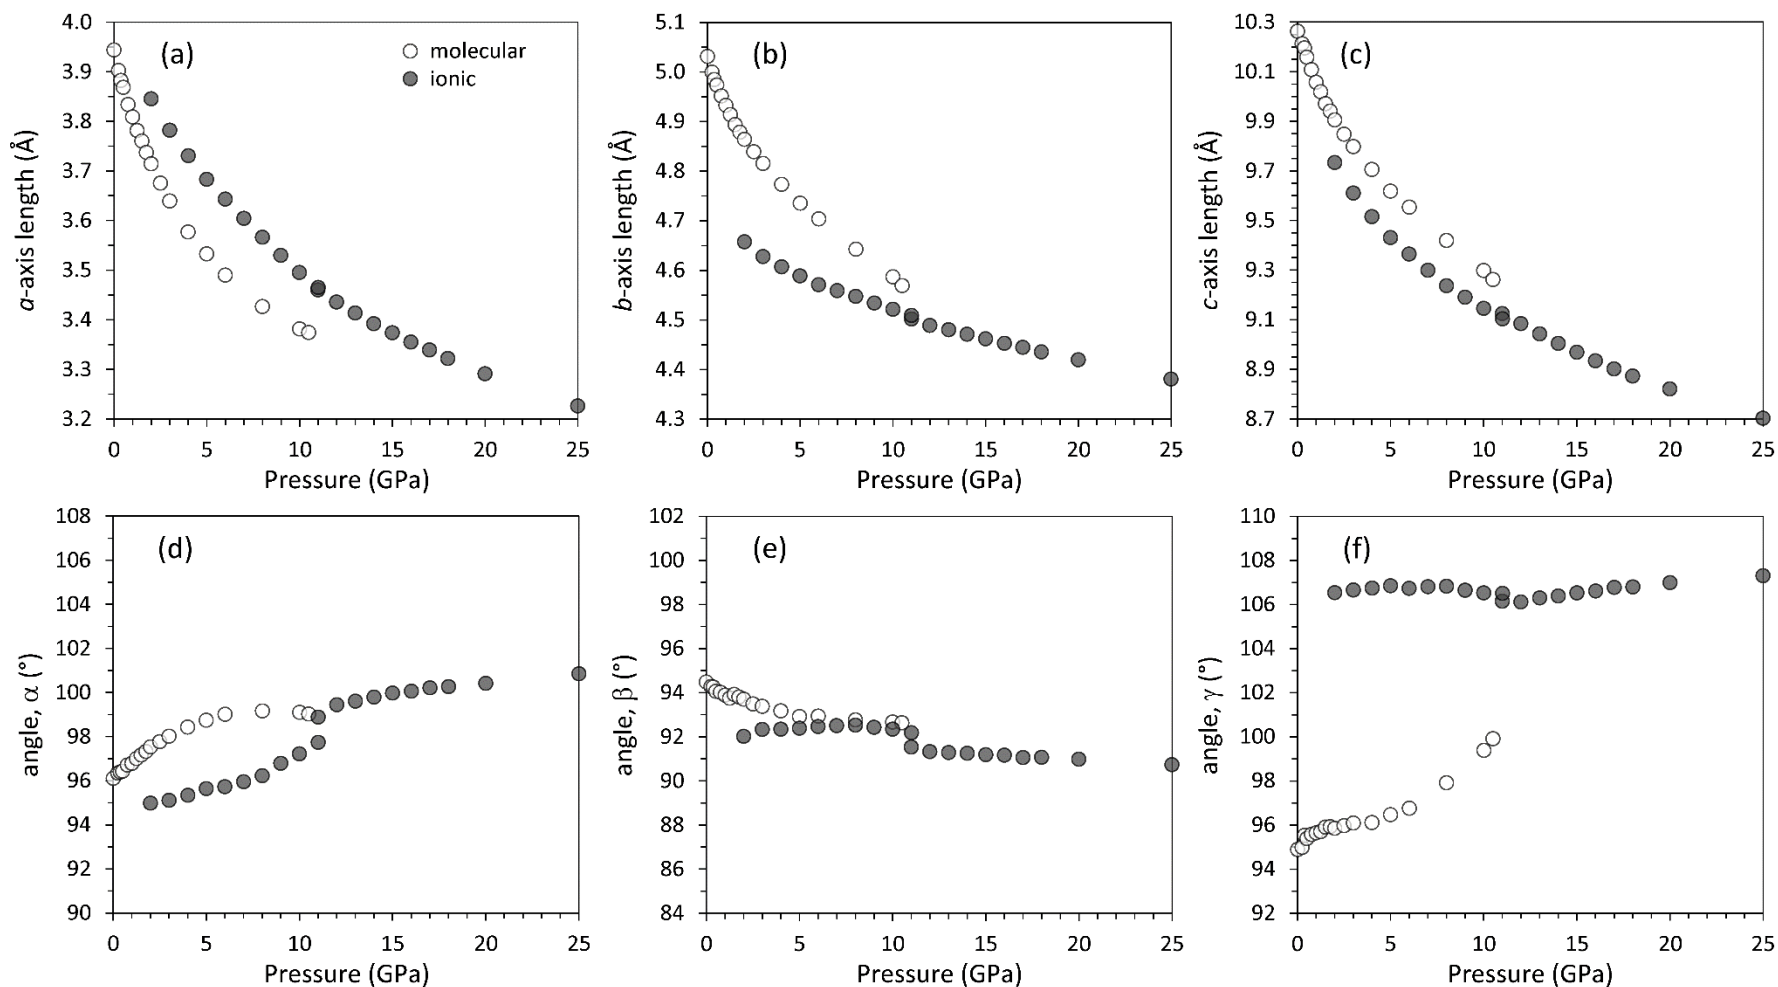 (a)
molecular
ionic
a-axis length (Å)
4.0
3.9
3.8
3.7
3.6
3.5
3.4
3.3
3.2
0 5 10 15 20 25
Pressure (GPa)
(b)
b-axis length (Å)
5.1
5.0
4.9
4.8
4.7
4.6
4.5
4.4
4.3
0 5 10 15 20 25
Pressure (GPa)
(c)
c-axis length (Å)
10.3
10.1
9.9
9.7
9.5
9.3
9.1
8.9
8.7
0 5 10 15 20 25
Pressure (GPa)
(d)
angle, α (°)
108
106
104
102
100
98
96
94
92
90
0 5 10 15 20 25
Pressure (GPa)
(e)
angle, β (°)
102
100
98
96
94
92
90
88
86
84
0 5 10 15 20 25
Pressure (GPa)
(f)
angle, γ (°)
110
108
106
104
102
100
98
96
94
92
0 5 10 15 20 25
Pressure (GPa)